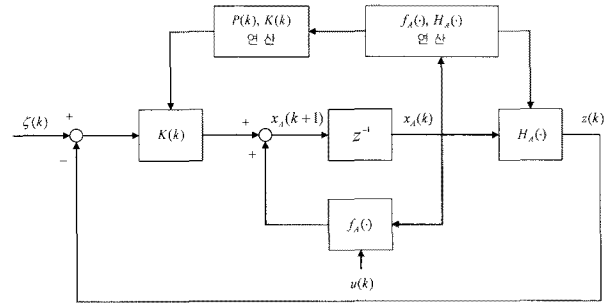 P(k), K(k)
연 산
f_A(·), H_A(·)
연 산
ζ(k)
+
−
K(k)
+
+
x_A(k+1)
z⁻¹
x_A(k)
H_A(·)
z(k)
f_A(·)
u(k)